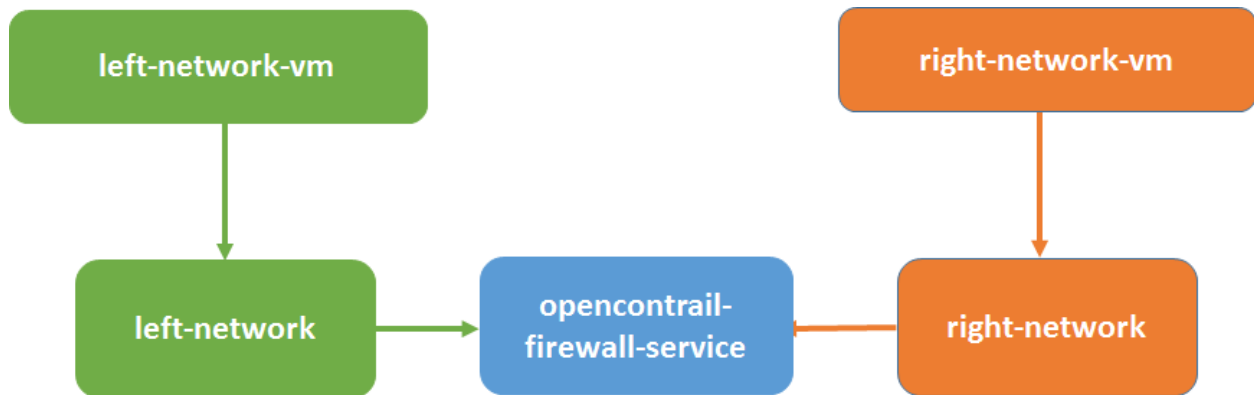 left-network-vm
right-network-vm
left-network
opencontrail-
firewall-service
right-network